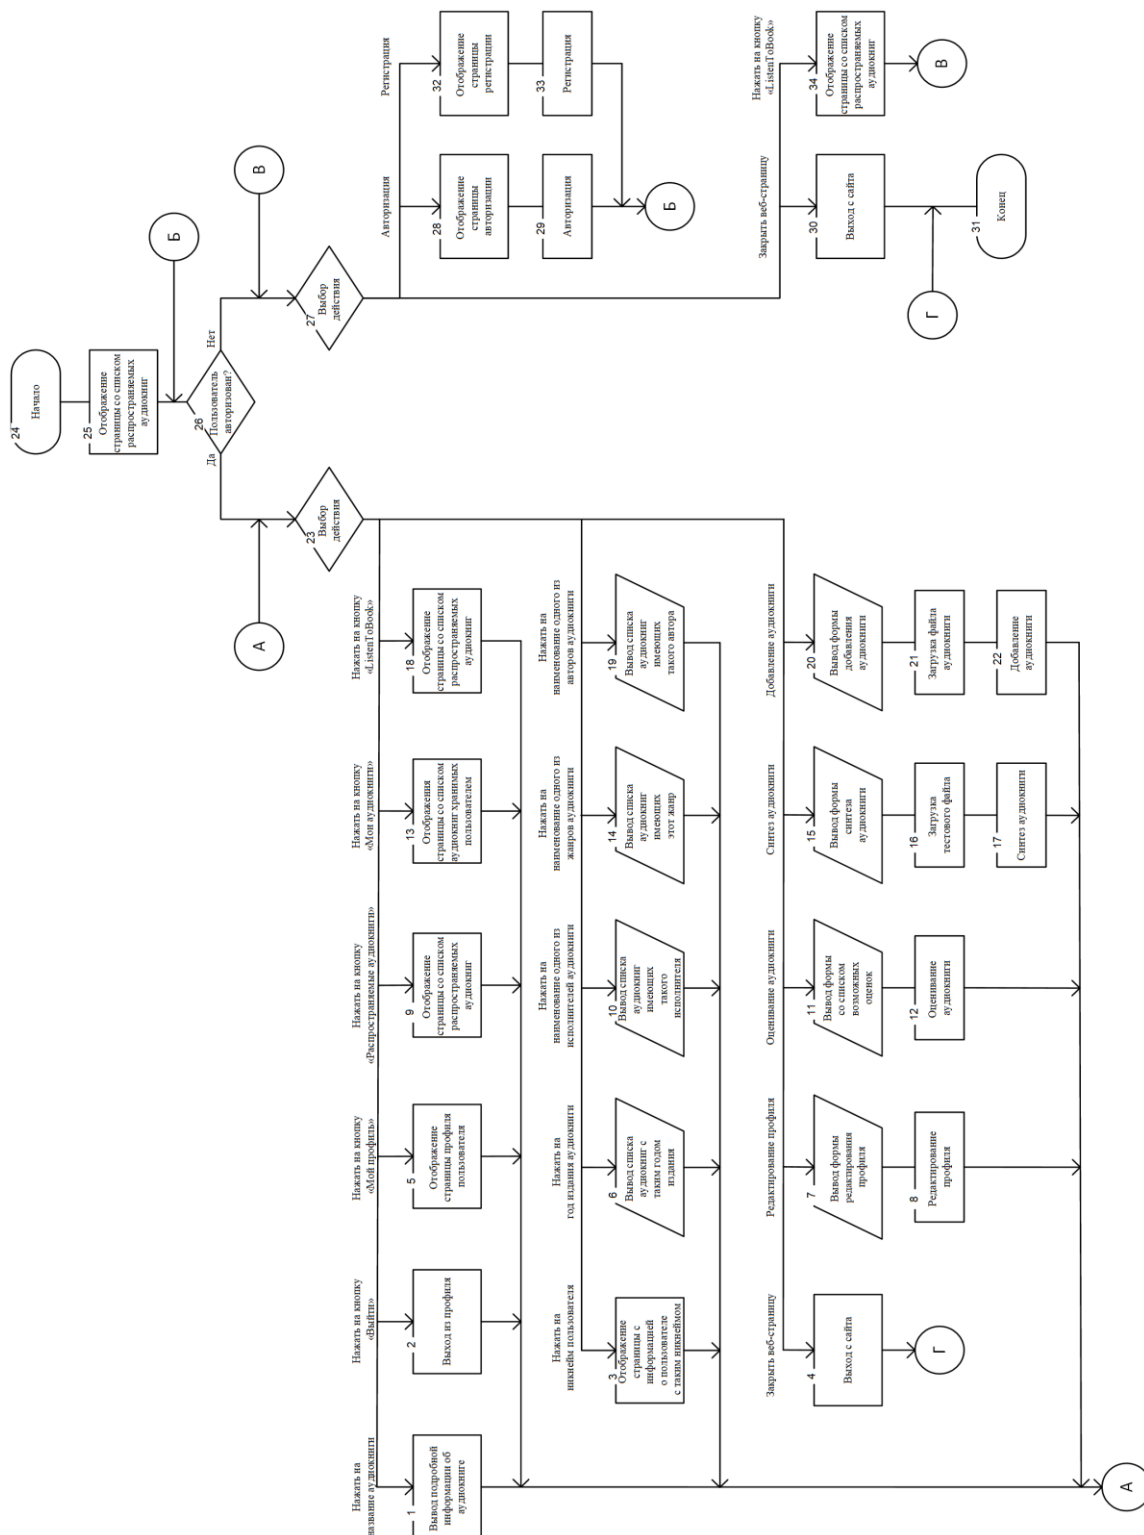 24
Начало
25
Отображение
страницы со списком
распространяемых
аудиокниг
Б
26
Пользователь
авторизован?
Да
Нет
А
В
23
Выбор
действия
27
Выбор
действия
Нажать на
название аудиокниги
1
Вывод подробной
информации об
аудиокниге
Нажать на кнопку
«Выйти»
2
Выход из профиля
Нажать на кнопку
«Мой профиль»
5
Отображение
страницы профиля
пользователя
Нажать на кнопку
«Распространяемые аудиокниги»
9
Отображение
страницы со списком
распространяемых
аудиокниг
Нажать на кнопку
«Мои аудиокниги»
13
Отображения
страницы со списком
аудиокниг хранимых
пользователем
Нажать на кнопку
«ListenToBook»
18
Отображение
страницы со списком
распространяемых
аудиокниг
Авторизация
28
Отображение
страницы
авторизации
29
Авторизация
Регистрация
32
Отображение
страницы
регистрации
33
Регистрация
Б
Нажать на
никнейм пользователя
3
Отображение
страницы с
информацией
о пользователе
с таким никнеймом
Нажать на
год издания аудиокниги
6
Вывод списка
аудиокниг с
таким годом
издания
Нажать на
наименование одного из
исполнителей аудиокниги
10
Вывод списка
аудиокниг
имеющих
такого
исполнителя
Нажать на
наименование одного из
жанров аудиокниги
14
Вывод списка
аудиокниг
имеющих
этот жанр
Нажать на
наименование одного из
авторов аудиокниги
19
Вывод списка
аудиокниг
имеющих
такого автора
Закрыть веб-страницу
4
Выход с сайта
Г
Редактирование профиля
7
Вывод формы
редактирования
профиля
8
Редактирование
профиля
Оценивание аудиокниги
11
Вывод формы
со списком
возможных
оценок
12
Оценивание
аудиокниги
Синтез аудиокниги
15
Вывод формы
синтеза
аудиокниги
16
Загрузка
тестового файла
17
Синтез аудиокниги
Добавление аудиокниги
20
Вывод формы
добавления
аудиокниги
21
Загрузка файла
аудиокниги
22
Добавление
аудиокниги
Закрыть веб-страницу
30
Выход с сайта
Г
31
Конец
Нажать на кнопку
«ListenToBook»
34
Отображение
страницы со списком
распространяемых
аудиокниг
В
А